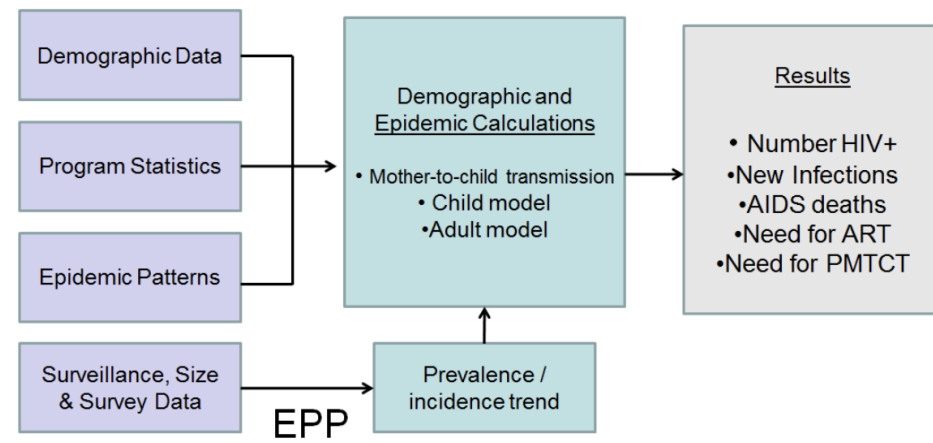 Demographic Data
Program Statistics
Epidemic Patterns
Surveillance, Size
& Survey Data
EPP
Demographic and
Epidemic Calculations
• Mother-to-child transmission
• Child model
•Adult model
Prevalence /
incidence trend
Results
• Number HIV+
•New Infections
•AIDS deaths
•Need for ART
•Need for PMTCT